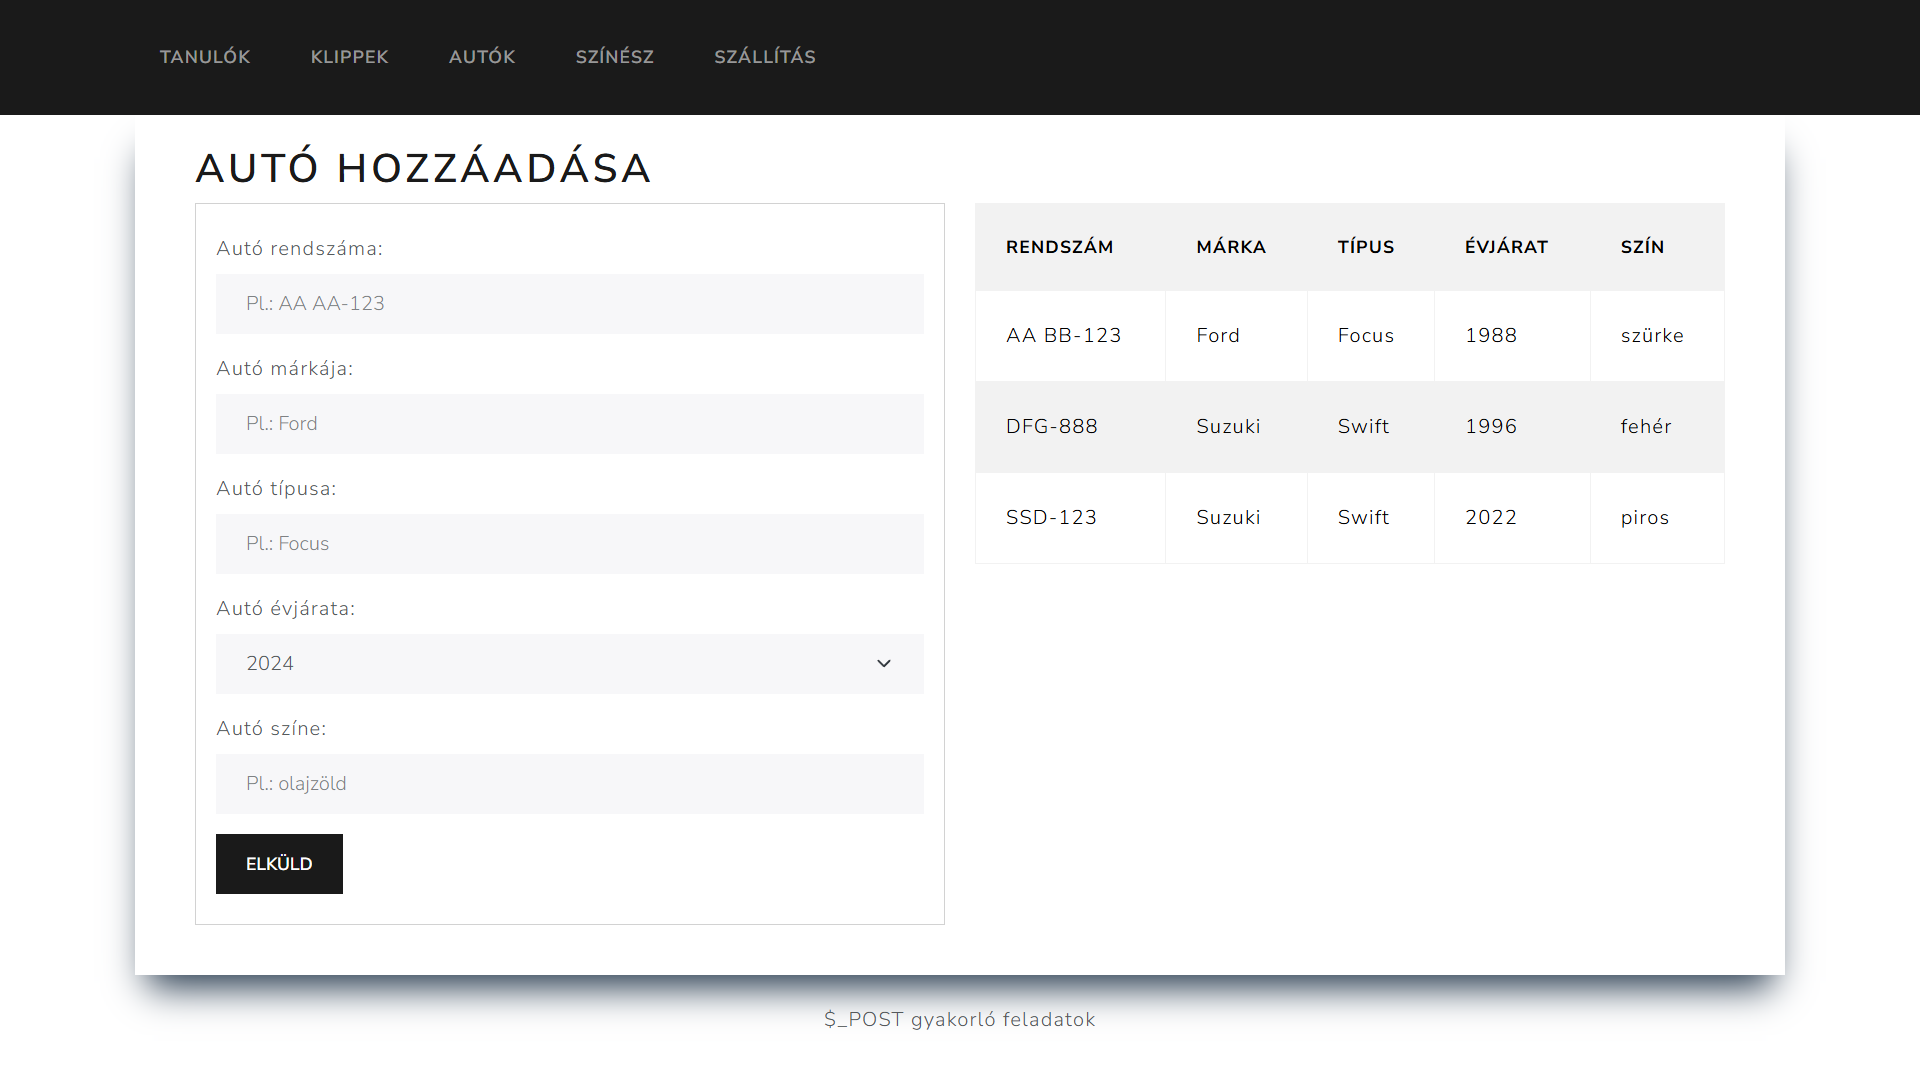 TANULÓK KLIPPEK AUTÓK SZÍNÉSZ SZÁLLÍTÁS
AUTÓ HOZZÁADÁSA
Autó rendszáma:
Pl.: AA AA-123
Autó márkája:
Pl.: Ford
Autó típusa:
Pl.: Focus
Autó évjárata:
2024
Autó színe:
Pl.: olajzöld
ELKÜLD
RENDSZÁM MÁRKA TÍPUS ÉVJÁRAT SZÍN
AA BB-123 Ford Focus 1988 szürke
DFG-888 Suzuki Swift 1996 fehér
SSD-123 Suzuki Swift 2022 piros
$_POST gyakorló feladatok